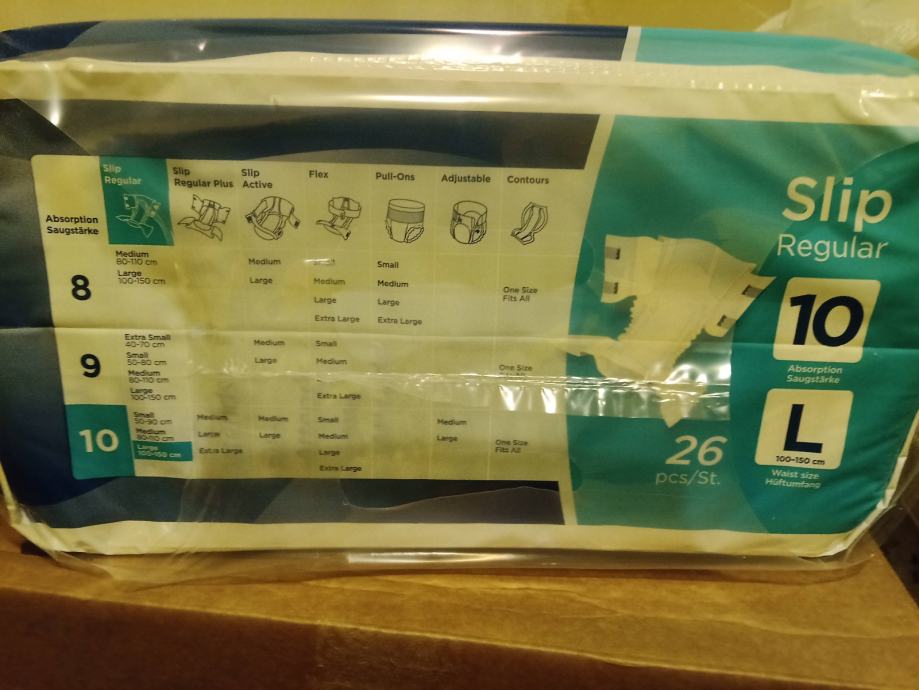 Slip
Regular
Slip
Regular Plus
Slip
Active
Flex
Pull-Ons
Adjustable
Contours
Absorption
Saugstärke
8
Medium
80-110 cm
Large
100-150 cm
Medium
Large
Medium
Large
Extra Large
Small
Medium
Large
Extra Large
One Size
Fits All
9
Extra Small
40-70 cm
Small
50-80 cm
Medium
80-110 cm
Large
100-150 cm
Medium
Large
Small
Medium
Extra Large
One Size
10
Small
50-90 cm
Medium
80-110 cm
Large
100-150 cm
Medium
Large
Extra Large
Medium
Large
Small
Medium
Large
Extra Large
Medium
Large
One Size
Fits All
Slip
Regular
10
Absorption
Saugstärke
L
100-150 cm
Waist size
Hüftumfang
26
pcs/St.